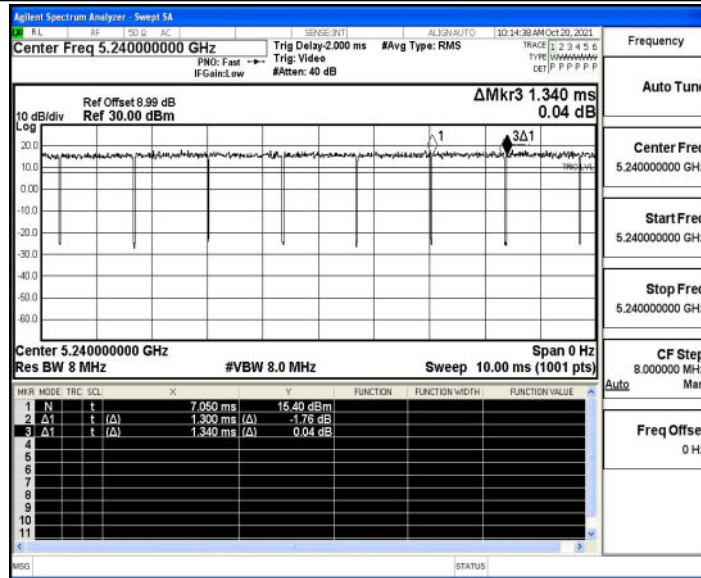 Agilent Spectrum Analyzer - Swept SA
RL RF 50 Ω AC SENSE:INT ALIGNAUTO 10:14:38 AM Oct 20, 2021
Center Freq 5.240000000 GHz
PNO: Fast
IFGain:Low
Trig Delay-2.000 ms
Trig: Video
#Atten: 40 dB
#Avg Type: RMS
TRACE 1 2 3 4 5 6
TYPE WWWWWW
DET P P P P P P
Ref Offset 8.99 dB
10 dB/div Ref 30.00 dBm
Log
ΔMkr3 1.340 ms
0.04 dB
20.0
10.0
0.00
-10.0
-20.0
-30.0
-40.0
-50.0
-60.0
1
3Δ1
Center 5.240000000 GHz Span 0 Hz
Res BW 8 MHz #VBW 8.0 MHz Sweep 10.00 ms (1001 pts)
MKR MODE TRC SCL X Y FUNCTION FUNCTION WIDTH FUNCTION VALUE
1 N t 7.050 ms 15.40 dBm
2 Δ1 t (Δ) 1.300 ms (Δ) -1.76 dB
3 Δ1 t (Δ) 1.340 ms (Δ) 0.04 dB
4
5
6
7
8
9
10
11
MSG STATUS
Frequency
Auto Tune
Center Freq
5.240000000 GHz
Start Freq
5.240000000 GHz
Stop Freq
5.240000000 GHz
CF Step
8.000000 MHz
Auto Man
Freq Offset
0 Hz